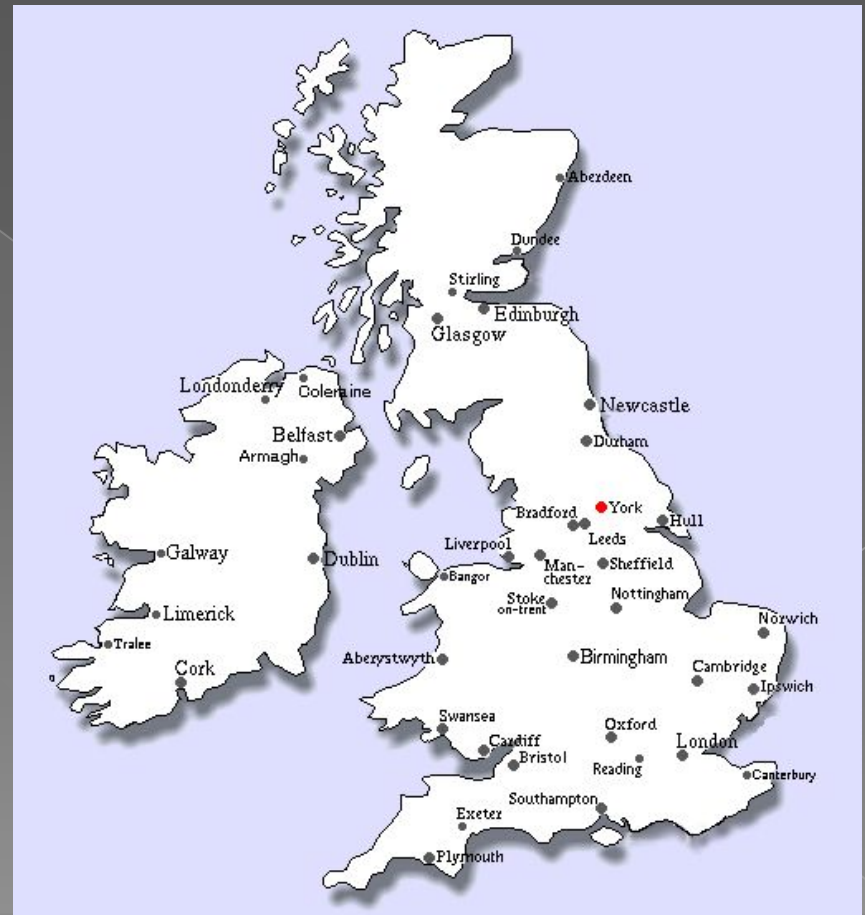 Aberdeen
Dundee
Stirling
Edinburgh
Glasgow
Londonderry
Coleraine
Newcastle
Belfast
Durham
Armagh
York
Bradford
Hull
Leeds
Liverpool
Galway
Dublin
Man-
chester
Sheffield
Bangor
Stoke
on-trent
Nottingham
Limerick
Norwich
Tralee
Aberystwyth
Birmingham
Cork
Cambridge
Ipswich
Swansea
Oxford
Cardiff
London
Bristol
Reading
Canterbury
Southampton
Exeter
Plymouth